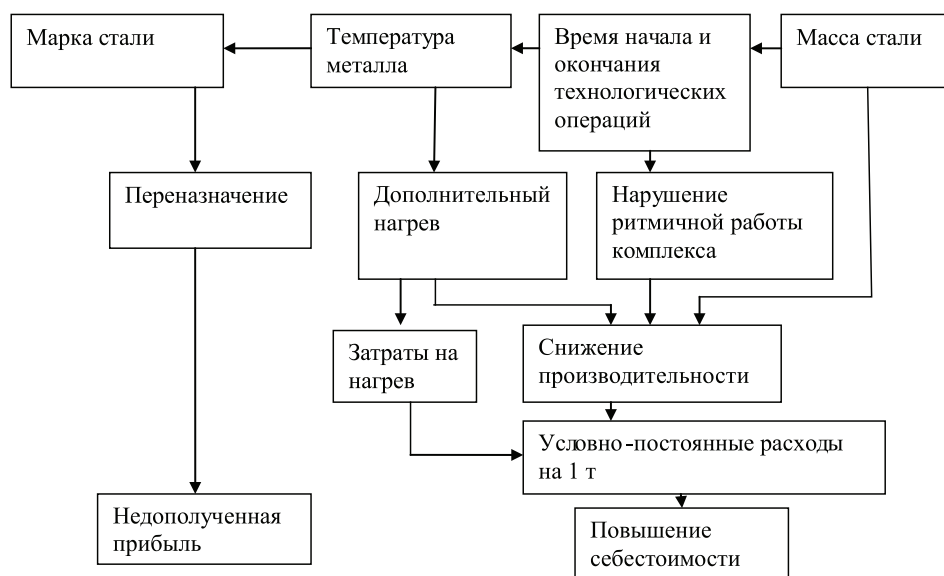 Марка стали
Температура
металла
Время начала и
окончания
технологических
операций
Масса стали
Переназначение
Дополнительный
нагрев
Нарушение
ритмичной работы
комплекса
Затраты на
нагрев
Снижение
производительности
Условно-постоянные расходы
на 1 т
Недополученная
прибыль
Повышение
себестоимости